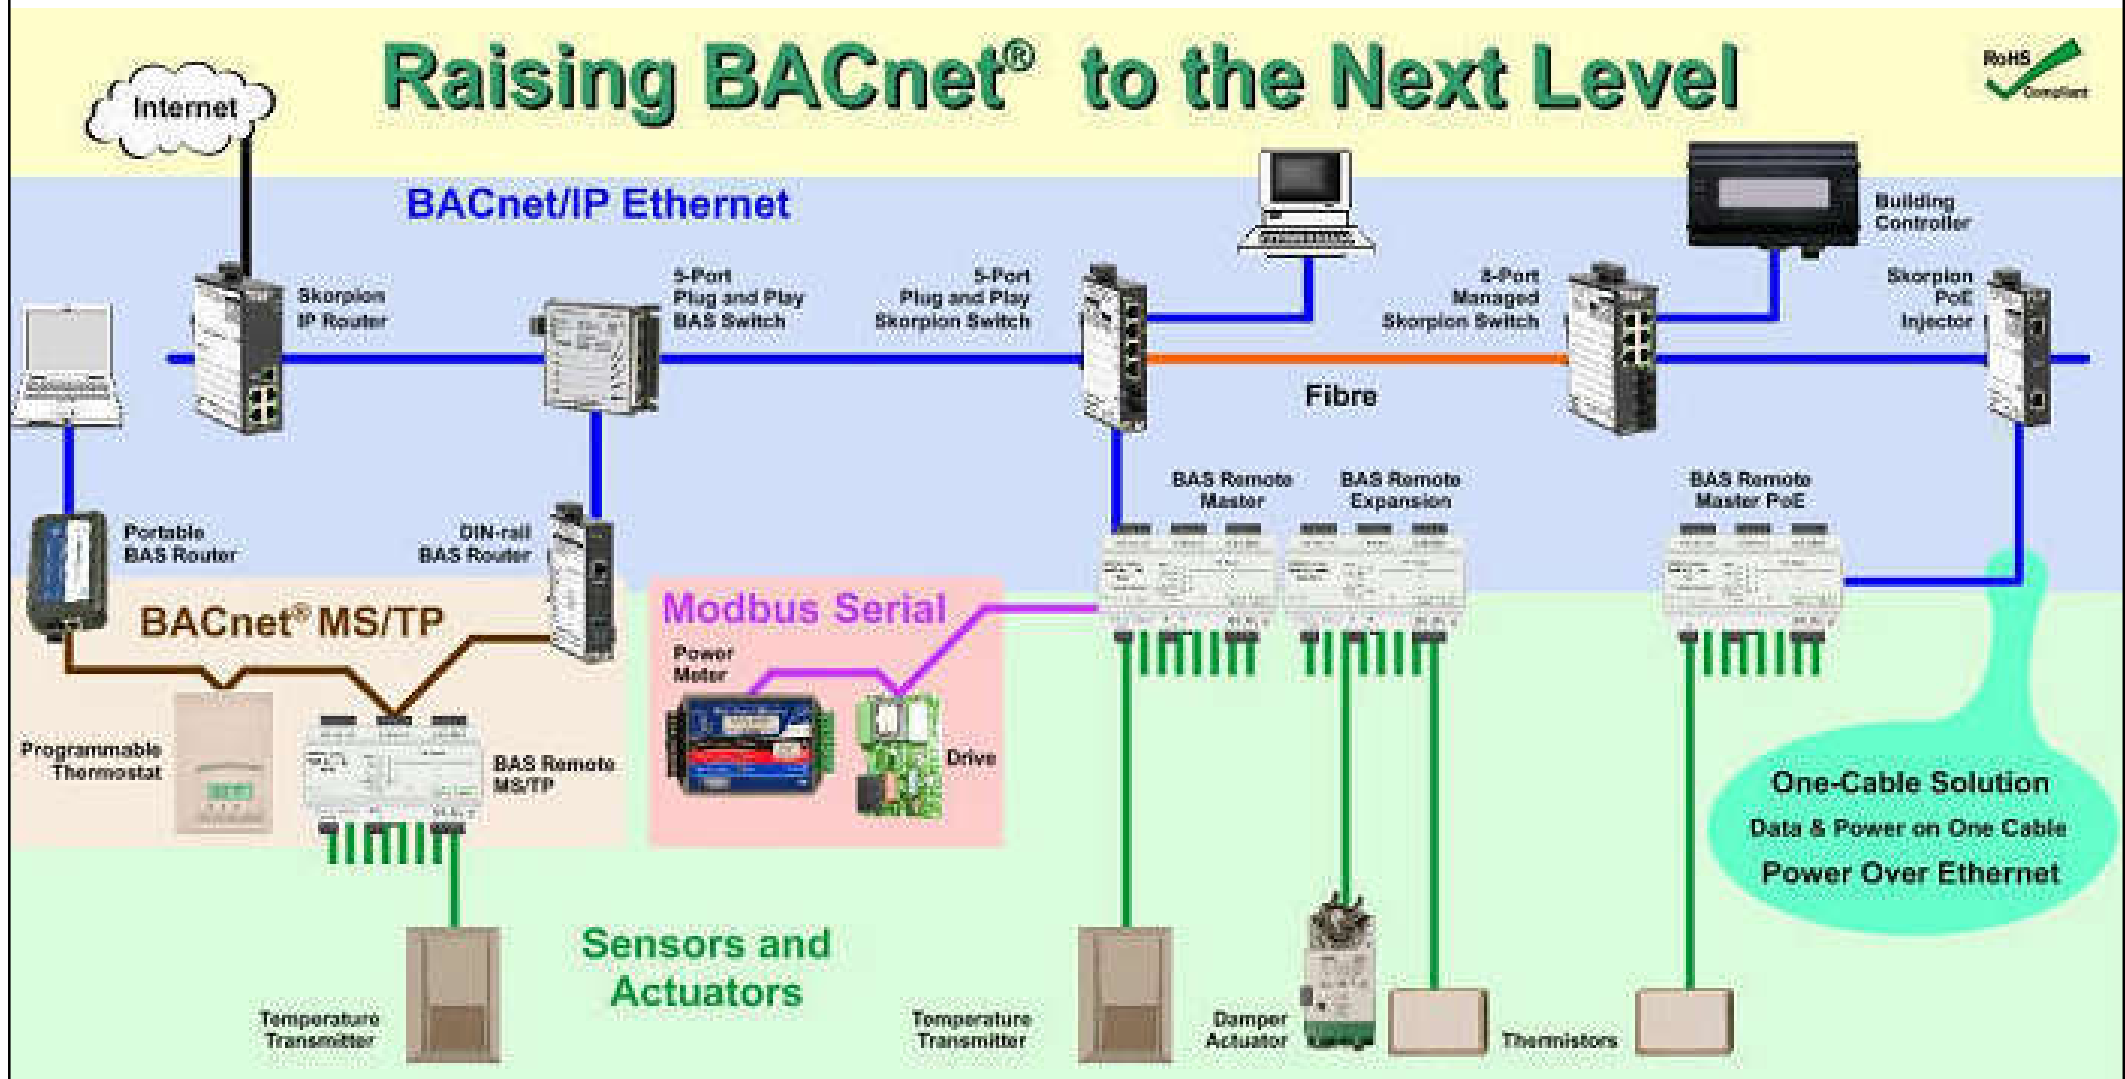 Raising BACnet® to the Next Level
RoHS
Compliant
Internet
BACnet/IP Ethernet
Building
Controller
Skorpion
IP Router
5-Port
Plug and Play
BAS Switch
5-Port
Plug and Play
Skorpion Switch
8-Port
Managed
Skorpion Switch
Skorpion
PoE
Injector
Fibre
Portable
BAS Router
DIN-rail
BAS Router
BAS Remote
Master
BAS Remote
Expansion
BAS Remote
Master PoE
BACnet® MS/TP
Modbus Serial
Power
Meter
Programmable
Thermostat
BAS Remote
MS/TP
Drive
One-Cable Solution
Data & Power on One Cable
Power Over Ethernet
Sensors and
Actuators
Temperature
Transmitter
Temperature
Transmitter
Damper
Actuator
Thermistors